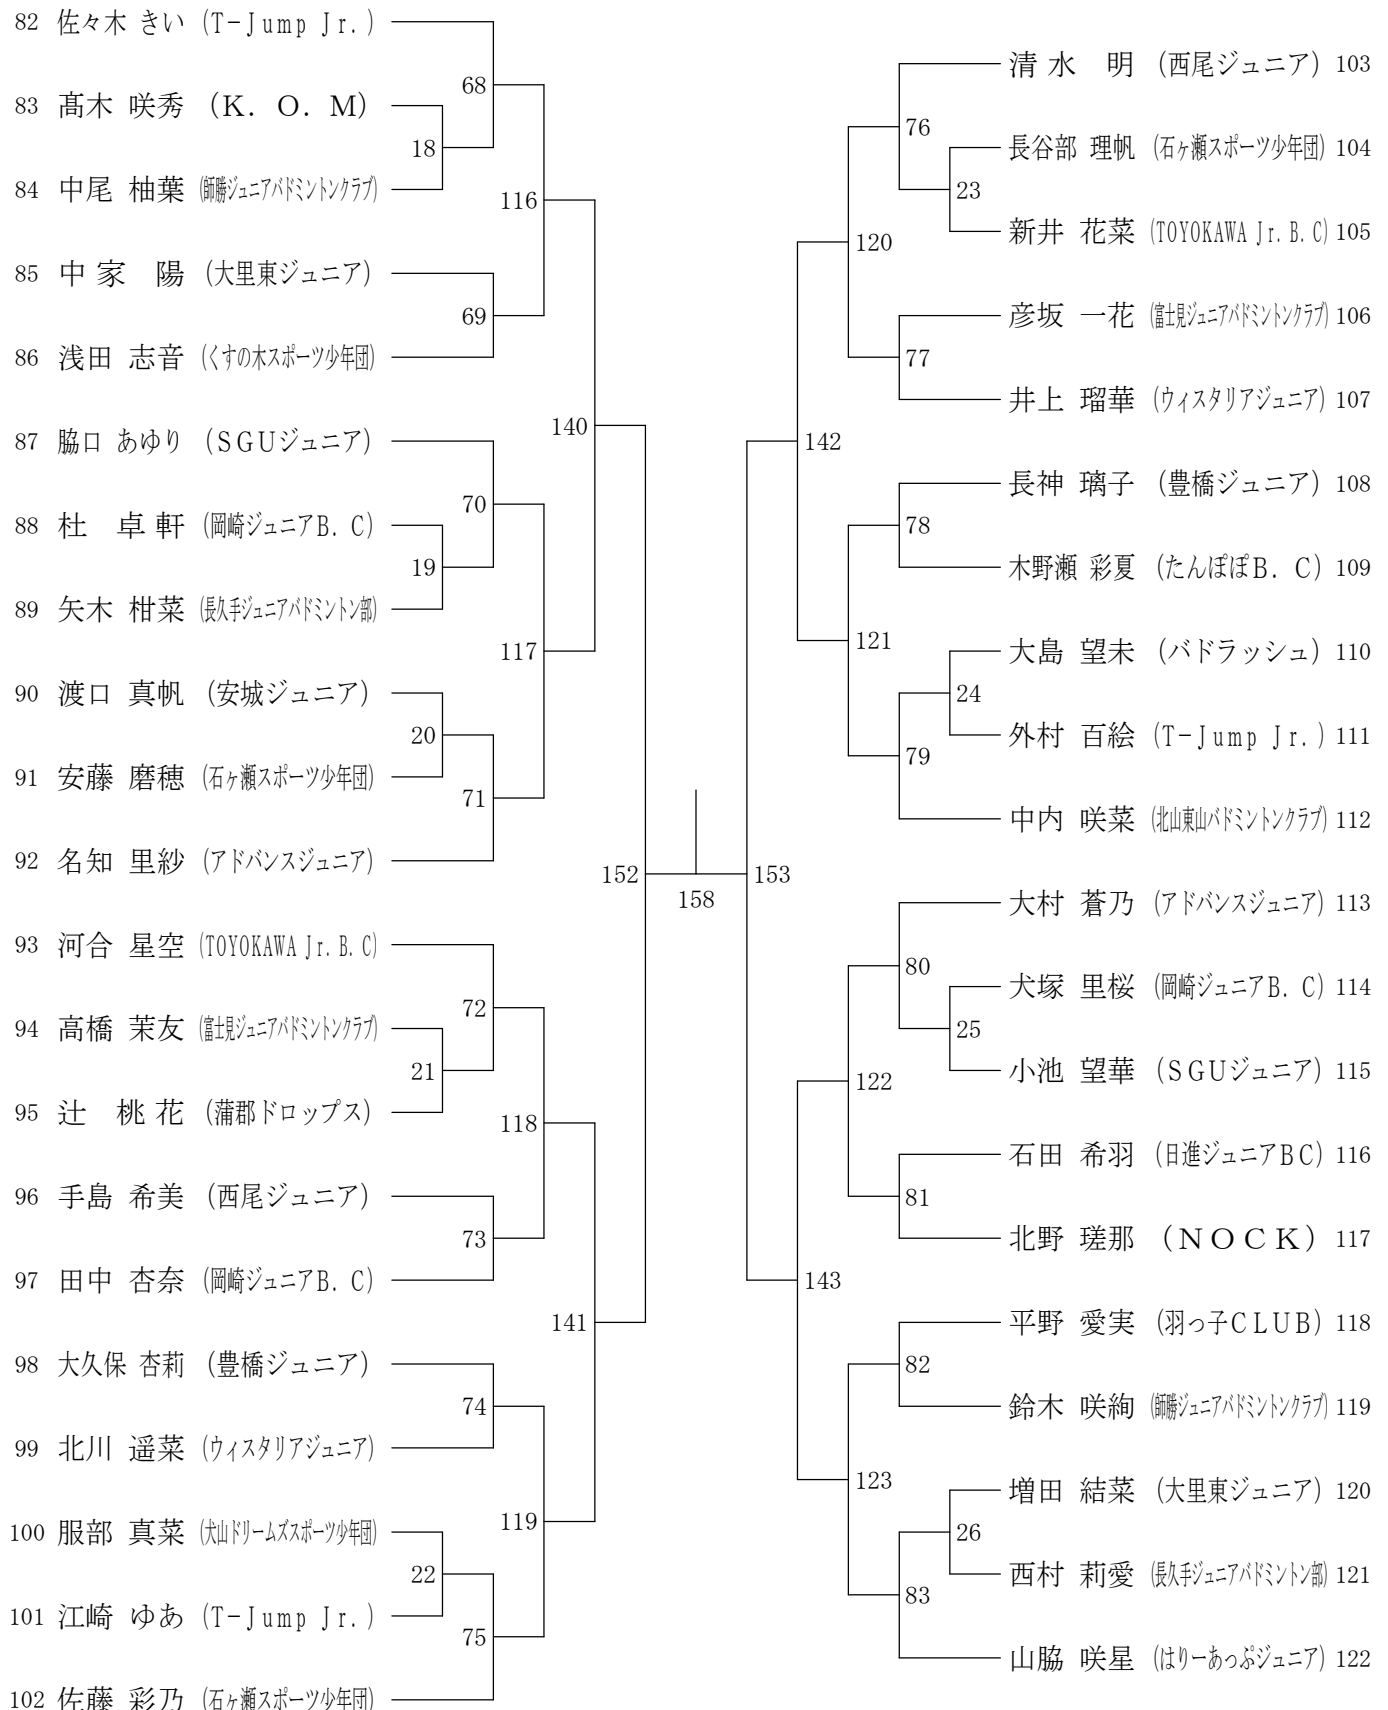 82 佐々木 きい (T-Jump Jr.)
68
83 髙木 咲秀 (K. O. M)
18
84 中尾 柚葉 (師勝ジュニアバドミントンクラブ)
116
85 中 家 陽 (大里東ジュニア)
69
86 浅田 志音 (くすの木スポーツ少年団)
140
87 脇口 あゆり (SGUジュニア)
70
88 杜 卓 軒 (岡崎ジュニアB. C)
19
89 矢木 柑菜 (長久手ジュニアバドミントン部)
117
90 渡口 真帆 (安城ジュニア)
20
91 安藤 磨穂 (石ヶ瀬スポーツ少年団)
71
92 名知 里紗 (アドバンスジュニア)
152
93 河合 星空 (TOYOKAWA Jr. B. C)
72
94 高橋 茉友 (富士見ジュニアバドミントンクラブ)
21
95 辻 桃 花 (蒲郡ドロップス)
118
96 手島 希美 (西尾ジュニア)
73
97 田中 杏奈 (岡崎ジュニアB. C)
141
98 大久保 杏莉 (豊橋ジュニア)
74
99 北川 遥菜 (ウィスタリアジュニア)
119
100 服部 真菜 (犬山ドリームズスポーツ少年団)
22
101 江崎 ゆあ (T-Jump Jr.)
75
102 佐藤 彩乃 (石ヶ瀬スポーツ少年団)
158
清 水 明 (西尾ジュニア) 103
76
長谷部 理帆 (石ヶ瀬スポーツ少年団) 104
23
新井 花菜 (TOYOKAWA Jr. B. C) 105
120
彦坂 一花 (富士見ジュニアバドミントンクラブ) 106
77
井上 瑠華 (ウィスタリアジュニア) 107
142
長神 璃子 (豊橋ジュニア) 108
78
木野瀬 彩夏 (たんぽぽB. C) 109
121
大島 望未 (バドラッシュ) 110
24
外村 百絵 (T-Jump Jr.) 111
79
中内 咲菜 (北山東山バドミントンクラブ) 112
153
大村 蒼乃 (アドバンスジュニア) 113
80
犬塚 里桜 (岡崎ジュニアB. C) 114
25
小池 望華 (SGUジュニア) 115
122
石田 希羽 (日進ジュニアBC) 116
81
北野 瑳那 (NOCK) 117
143
平野 愛実 (羽っ子CLUB) 118
82
鈴木 咲絢 (師勝ジュニアバドミントンクラブ) 119
123
増田 結菜 (大里東ジュニア) 120
26
西村 莉愛 (長久手ジュニアバドミントン部) 121
83
山脇 咲星 (はりーあっぷジュニア) 122